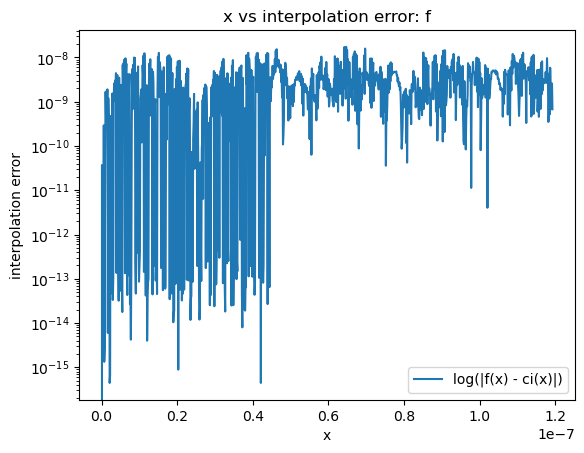 x vs interpolation error: f
interpolation error
10⁻⁸
10⁻⁹
10⁻¹⁰
10⁻¹¹
10⁻¹²
10⁻¹³
10⁻¹⁴
10⁻¹⁵
log(|f(x) - ci(x)|)
0.0 0.2 0.4 0.6 0.8 1.0 1.2
1e−7
x